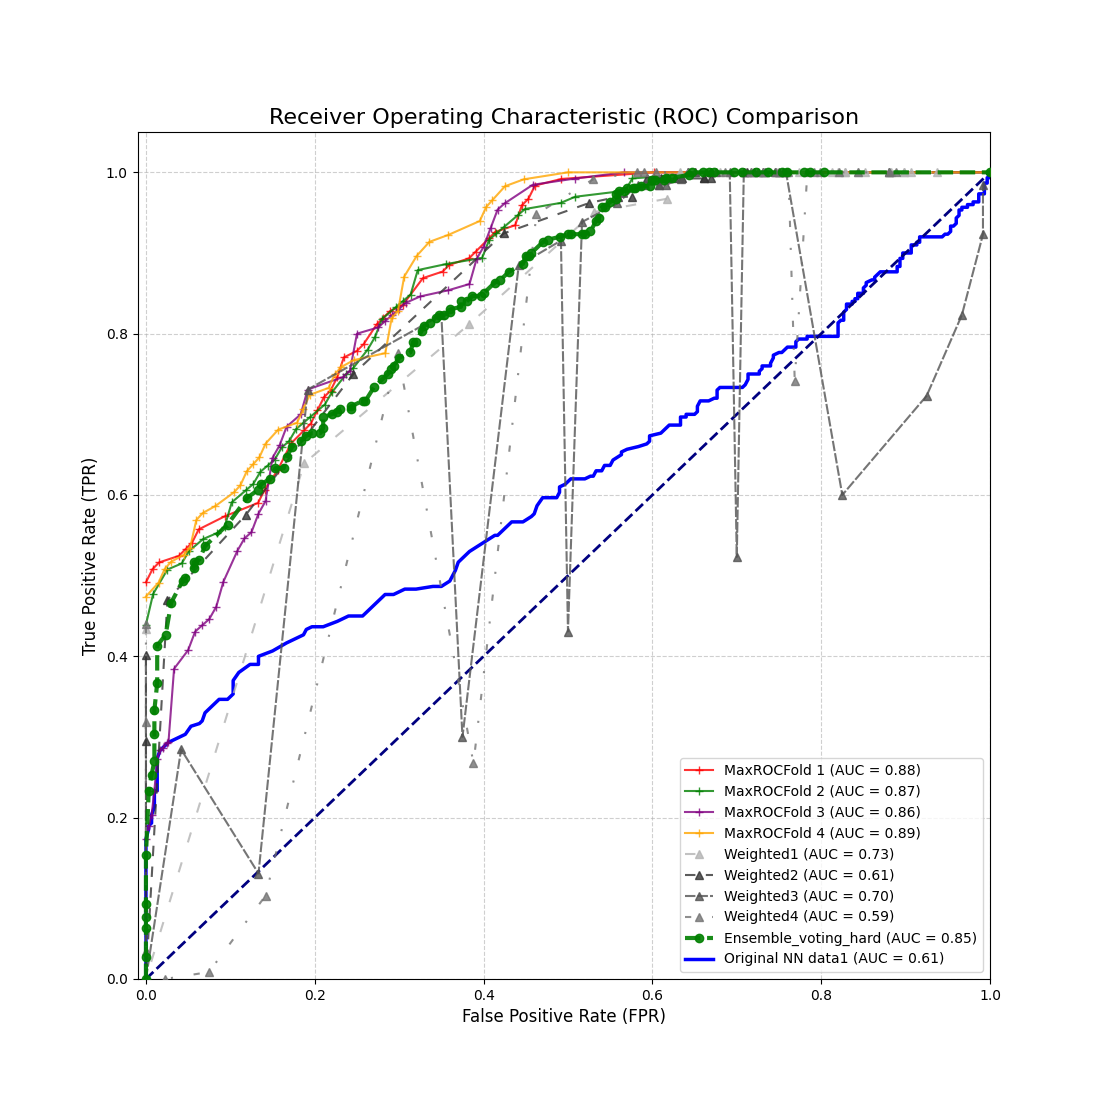 Receiver Operating Characteristic (ROC) Comparison
True Positive Rate (TPR)
1.0
0.8
0.6
0.4
0.2
0.0
0.0 0.2 0.4 0.6 0.8 1.0
False Positive Rate (FPR)
MaxROCFold 1 (AUC = 0.88)
MaxROCFold 2 (AUC = 0.87)
MaxROCFold 3 (AUC = 0.86)
MaxROCFold 4 (AUC = 0.89)
Weighted1 (AUC = 0.73)
Weighted2 (AUC = 0.61)
Weighted3 (AUC = 0.70)
Weighted4 (AUC = 0.59)
Ensemble_voting_hard (AUC = 0.85)
Original NN data1 (AUC = 0.61)